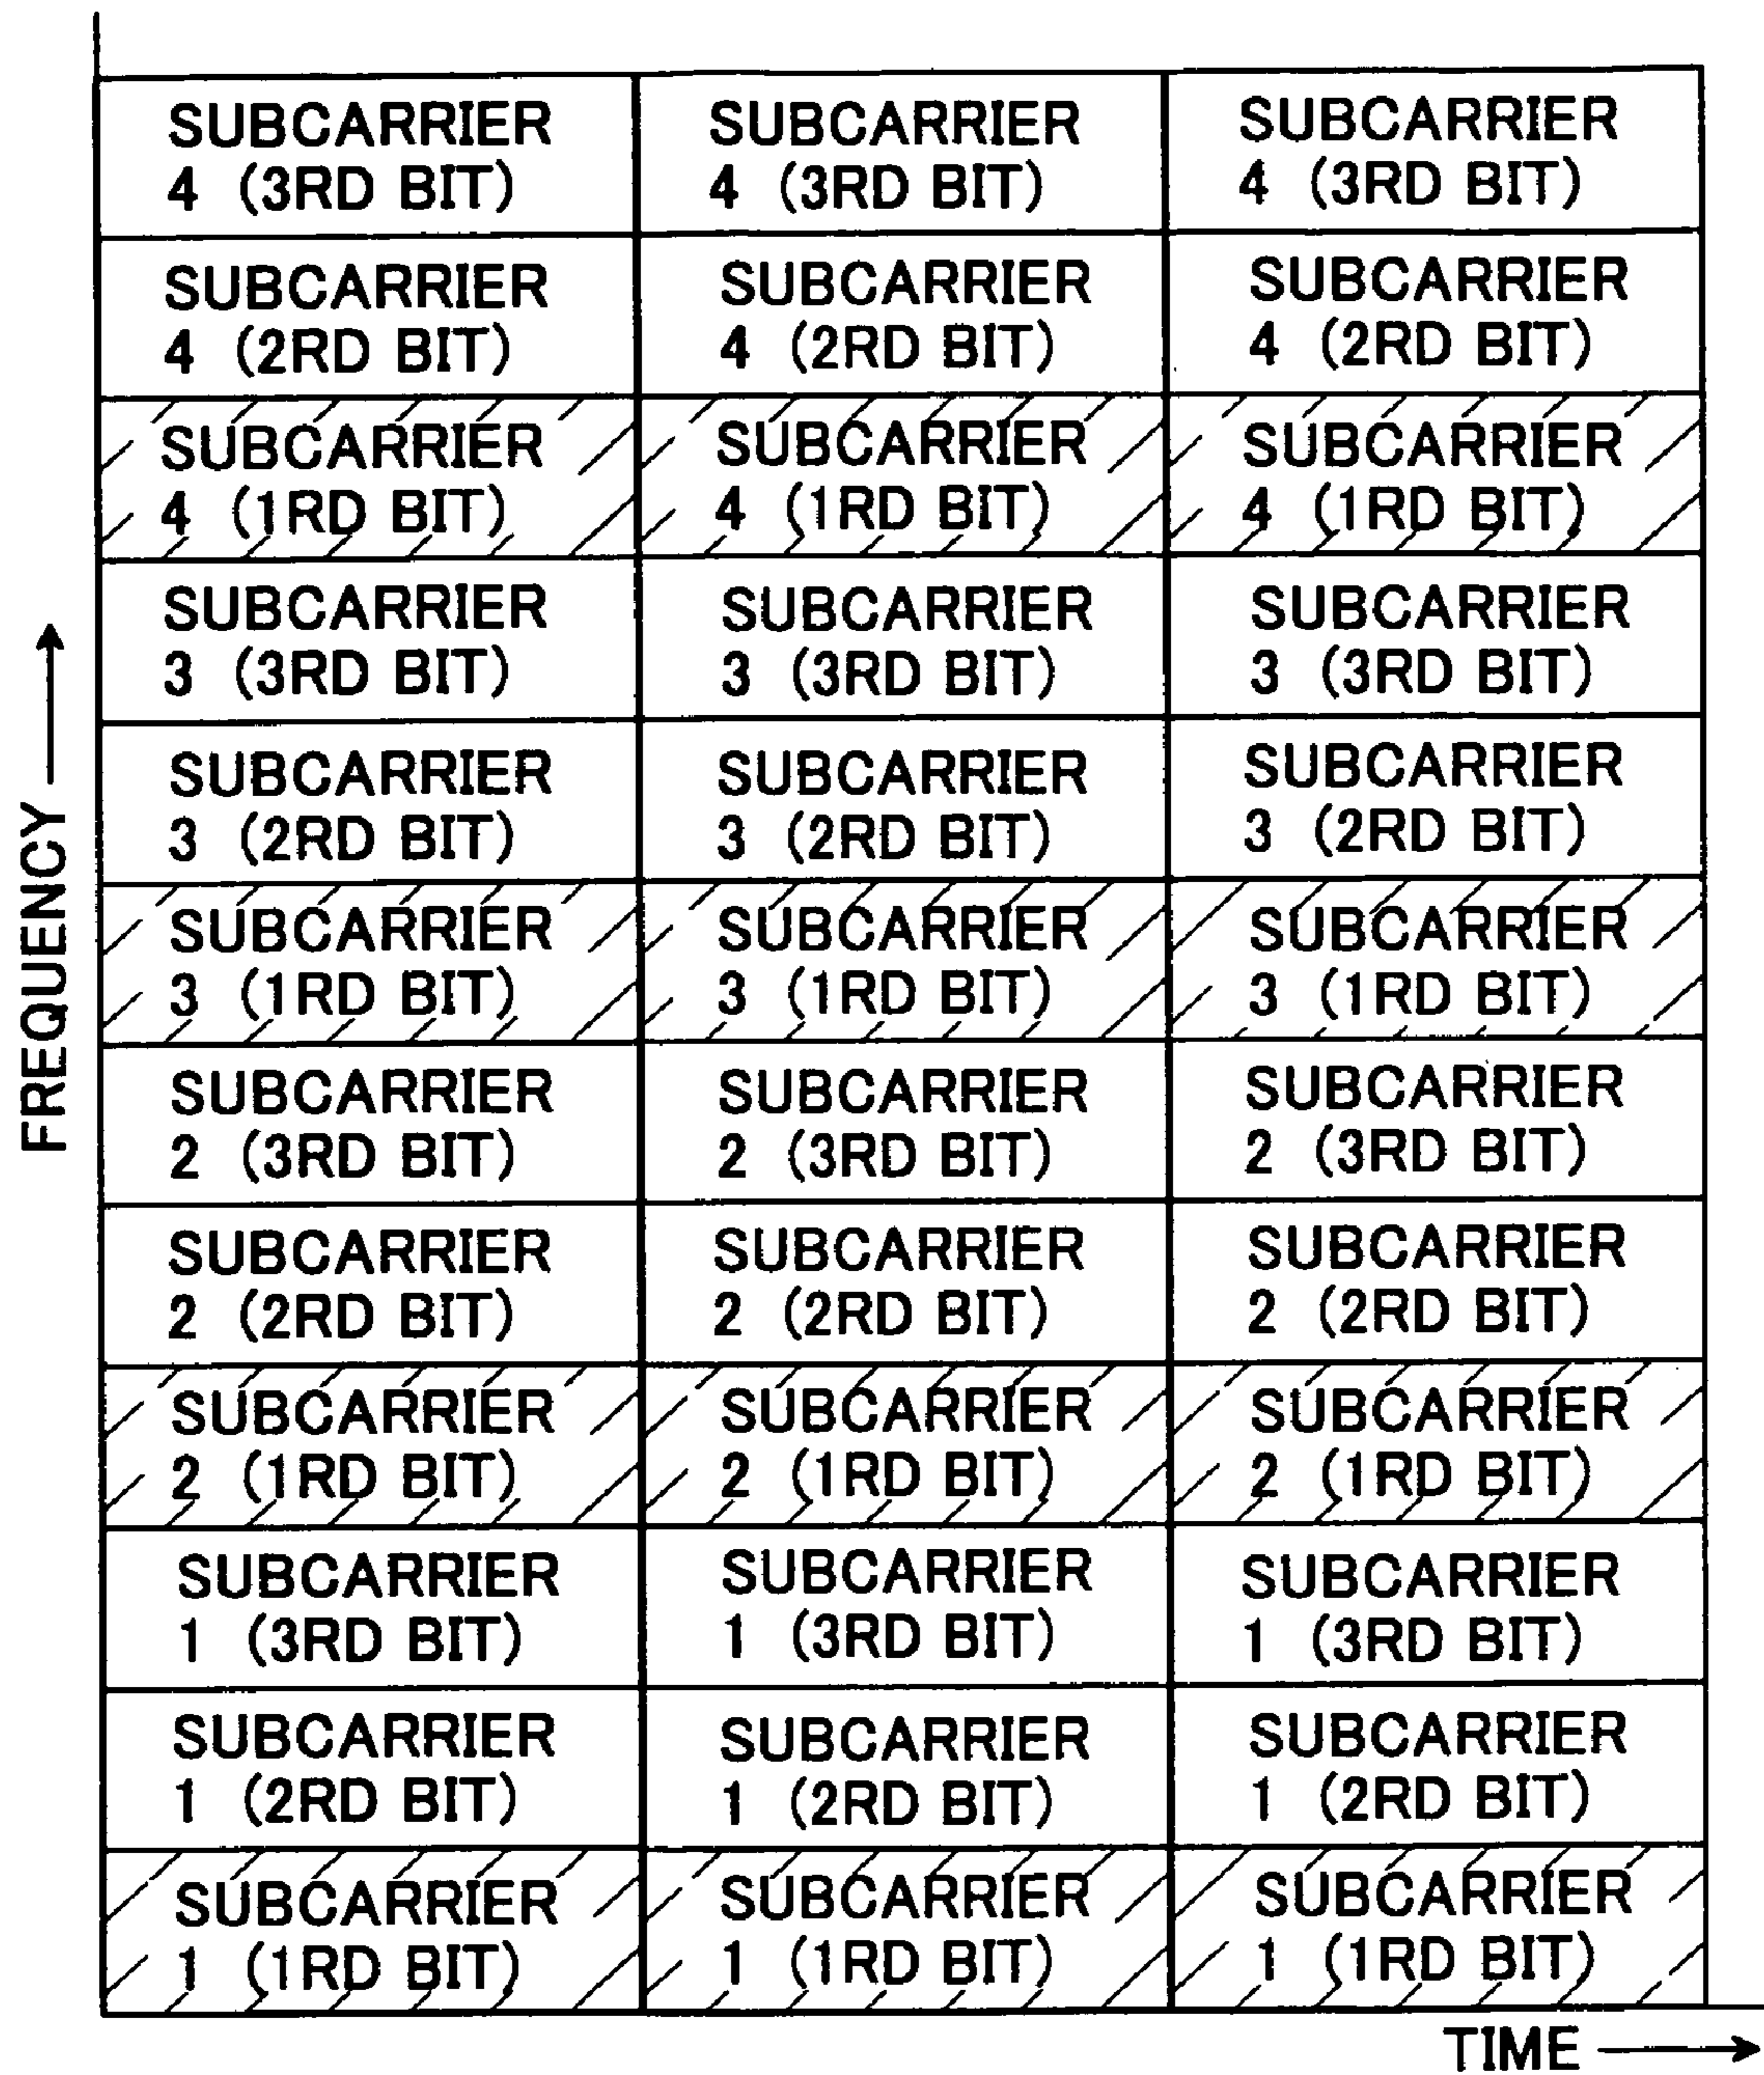 SUBCARRIER SUBCARRIER SUBCARRIER
4 (3RD BIT) 4 (3RD BIT) 4 (3RD BIT)
SUBCARRIER SUBCARRIER SUBCARRIER
4 (2RD BIT) 4 (2RD BIT) 4 (2RD BIT)
SUBCARRIER SUBCARRIER SUBCARRIER
4 (1RD BIT) 4 (1RD BIT) 4 (1RD BIT)
SUBCARRIER SUBCARRIER SUBCARRIER
3 (3RD BIT) 3 (3RD BIT) 3 (3RD BIT)
SUBCARRIER SUBCARRIER SUBCARRIER
3 (2RD BIT) 3 (2RD BIT) 3 (2RD BIT)
SUBCARRIER SUBCARRIER SUBCARRIER
3 (1RD BIT) 3 (1RD BIT) 3 (1RD BIT)
SUBCARRIER SUBCARRIER SUBCARRIER
2 (3RD BIT) 2 (3RD BIT) 2 (3RD BIT)
SUBCARRIER SUBCARRIER SUBCARRIER
2 (2RD BIT) 2 (2RD BIT) 2 (2RD BIT)
SUBCARRIER SUBCARRIER SUBCARRIER
2 (1RD BIT) 2 (1RD BIT) 2 (1RD BIT)
SUBCARRIER SUBCARRIER SUBCARRIER
1 (3RD BIT) 1 (3RD BIT) 1 (3RD BIT)
SUBCARRIER SUBCARRIER SUBCARRIER
1 (2RD BIT) 1 (2RD BIT) 1 (2RD BIT)
SUBCARRIER SUBCARRIER SUBCARRIER
1 (1RD BIT) 1 (1RD BIT) 1 (1RD BIT)
FREQUENCY
TIME